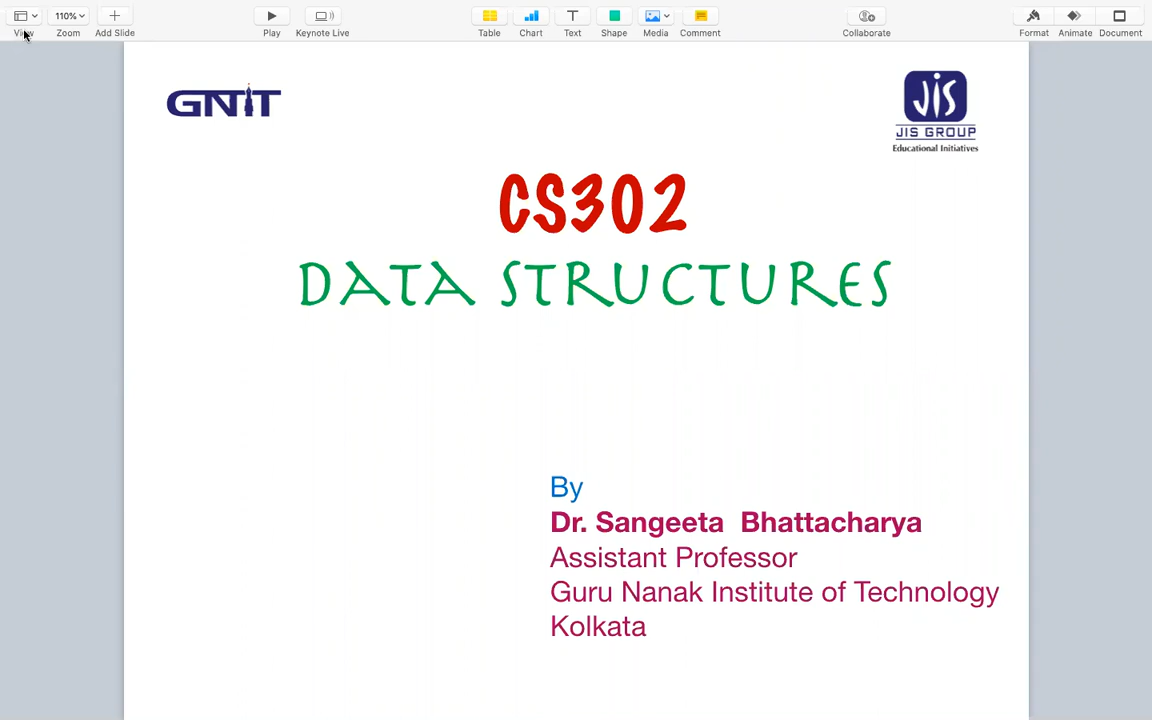 110%
View
Zoom
Add Slide
Play
Keynote Live
Table
Chart
Text
Shape
Media
Comment
Collaborate
Format
Animate
Document
GNIT
JIS
JIS GROUP
Educational Initiatives
CS302
DATA STRUCTURES
By
Dr. Sangeeta Bhattacharya
Assistant Professor
Guru Nanak Institute of Technology
Kolkata